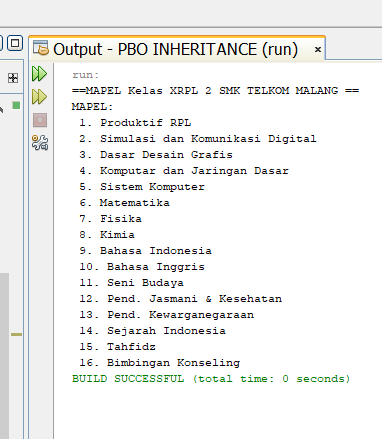 Output - PBO INHERITANCE (run) ×
run:
==MAPEL Kelas XRPL 2 SMK TELKOM MALANG ==
MAPEL:
1. Produktif RPL
2. Simulasi dan Komunikasi Digital
3. Dasar Desain Grafis
4. Komputar dan Jaringan Dasar
5. Sistem Komputer
6. Matematika
7. Fisika
8. Kimia
9. Bahasa Indonesia
10. Bahasa Inggris
11. Seni Budaya
12. Pend. Jasmani & Kesehatan
13. Pend. Kewarganegaraan
14. Sejarah Indonesia
15. Tahfidz
16. Bimbingan Konseling
BUILD SUCCESSFUL (total time: 0 seconds)